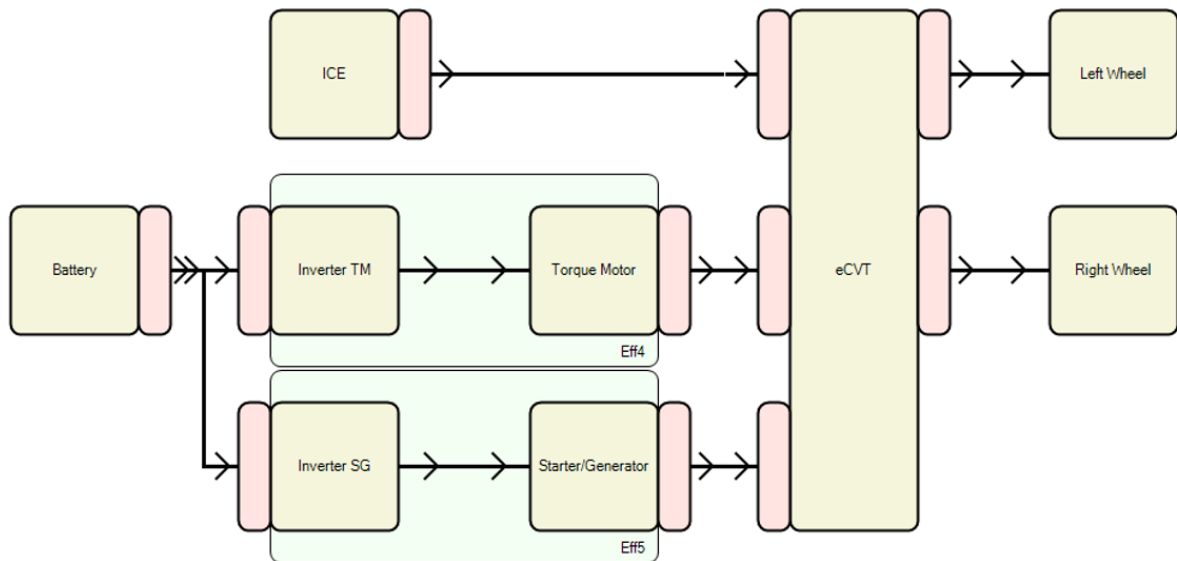 ICE
Left Wheel
Battery
Inverter TM
Torque Motor
eCVT
Right Wheel
Eff4
Inverter SG
Starter/Generator
Eff5